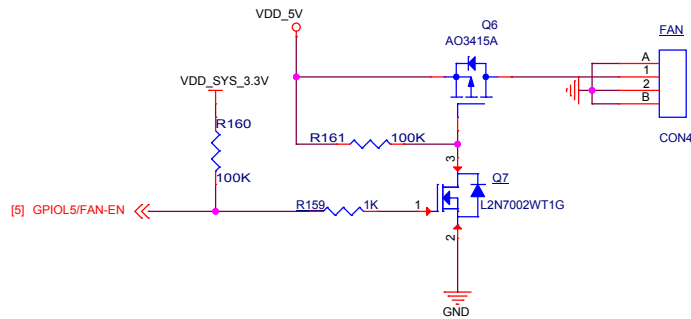 VDD_5V
Q6
AO3415A
FAN
VDD_SYS_3.3V
A
1
2
B
R160
R161
100K
CON4
3
100K
Q7
[5] GPIOL5/FAN-EN
R159
1K
1
L2N7002WT1G
2
GND